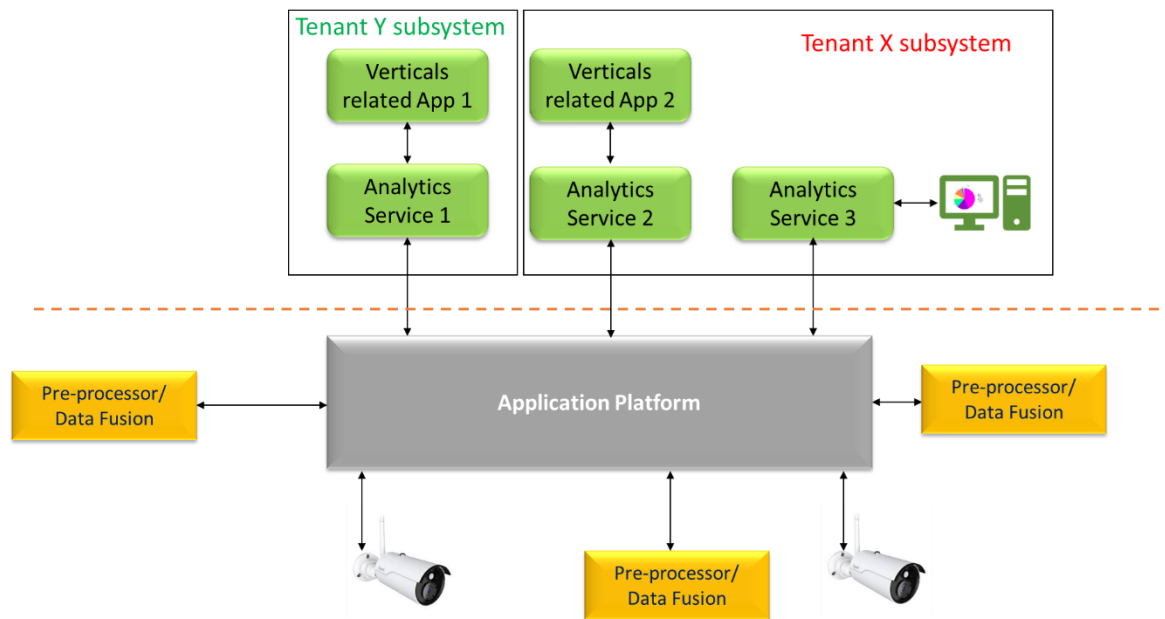 Tenant Y subsystem
Tenant X subsystem
Verticals
related App 1
Verticals
related App 2
Analytics
Service 1
Analytics
Service 2
Analytics
Service 3
Pre-processor/
Data Fusion
Application Platform
Pre-processor/
Data Fusion
Pre-processor/
Data Fusion